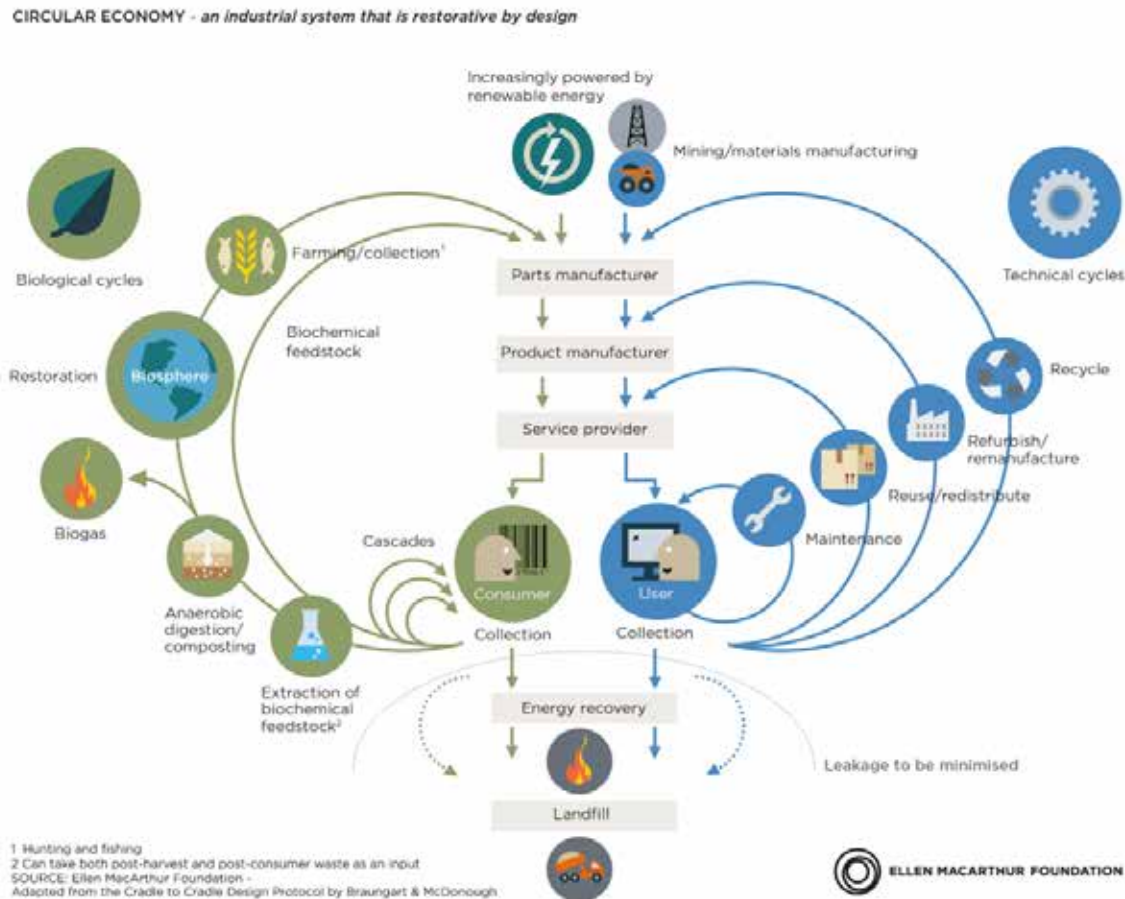 CIRCULAR ECONOMY - an industrial system that is restorative by design
Increasingly powered by
renewable energy
Mining/materials manufacturing
Biological cycles
Farming/collection¹
Technical cycles
Parts manufacturer
Biochemical
feedstock
Product manufacturer
Restoration
Biosphere
Recycle
Service provider
Refurbish/
remanufacture
Reuse/redistribute
Biogas
Cascades
Maintenance
Consumer
User
Anaerobic
digestion/
composting
Collection
Collection
Extraction of
biochemical
feedstock²
Energy recovery
Leakage to be minimised
Landfill
1 Hunting and fishing
2 Can take both post-harvest and post-consumer waste as an input
SOURCE: Ellen MacArthur Foundation -
Adapted from the Cradle to Cradle Design Protocol by Braungart & McDonough
ELLEN MACARTHUR FOUNDATION